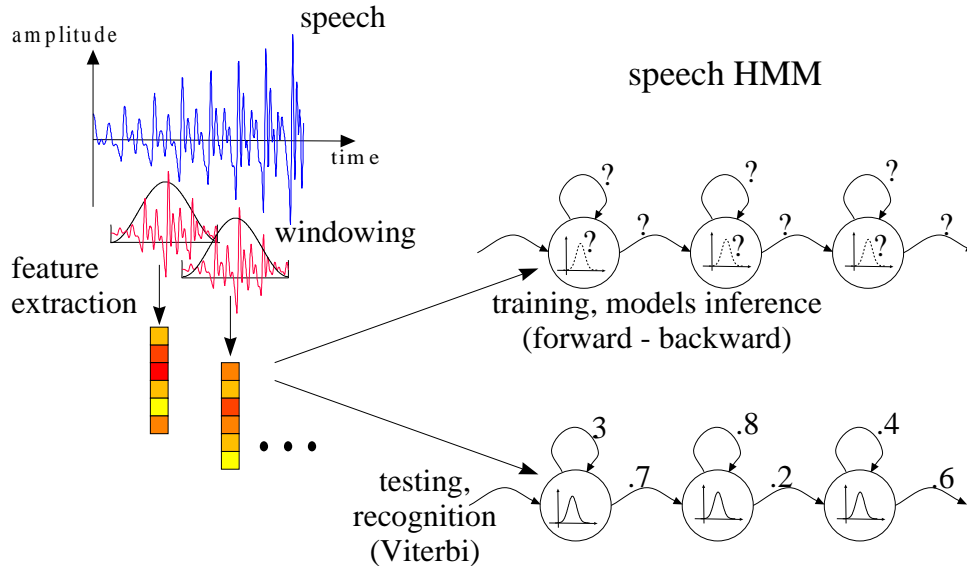 speech
amplitude
time
windowing
feature
extraction
speech HMM
? ? ?
? ? ? ?
? ? ?
training, models inference
(forward - backward)
.3 .8 .4
.7 .2 .6
testing,
recognition
(Viterbi)